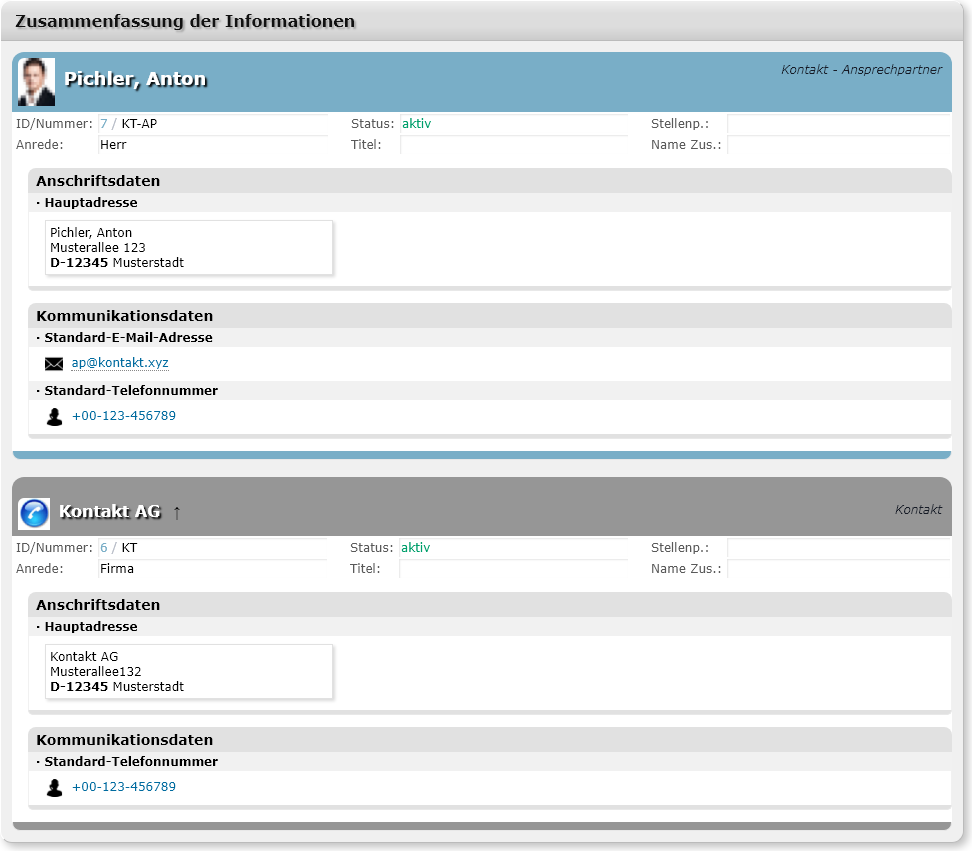 Zusammenfassung der Informationen
Pichler, Anton
Kontakt - Ansprechpartner
ID/Nummer: 7 / KT-AP Status: aktiv Stellenp.:
Anrede: Herr Titel: Name Zus.:
Anschriftsdaten
· Hauptadresse
Pichler, Anton
Musterallee 123
D-12345 Musterstadt
Kommunikationsdaten
· Standard-E-Mail-Adresse
ap@kontakt.xyz
· Standard-Telefonnummer
+00-123-456789
Kontakt AG ↑
Kontakt
ID/Nummer: 6 / KT Status: aktiv Stellenp.:
Anrede: Firma Titel: Name Zus.:
Anschriftsdaten
· Hauptadresse
Kontakt AG
Musterallee132
D-12345 Musterstadt
Kommunikationsdaten
· Standard-Telefonnummer
+00-123-456789